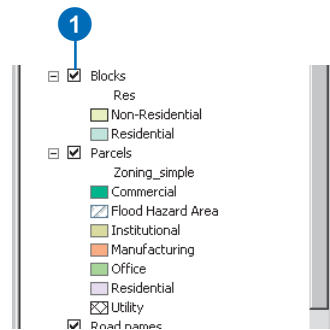 1
Blocks
Res
Non-Residential
Residential
Parcels
Zoning_simple
Commercial
Flood Hazard Area
Institutional
Manufacturing
Office
Residential
Utility
Road names